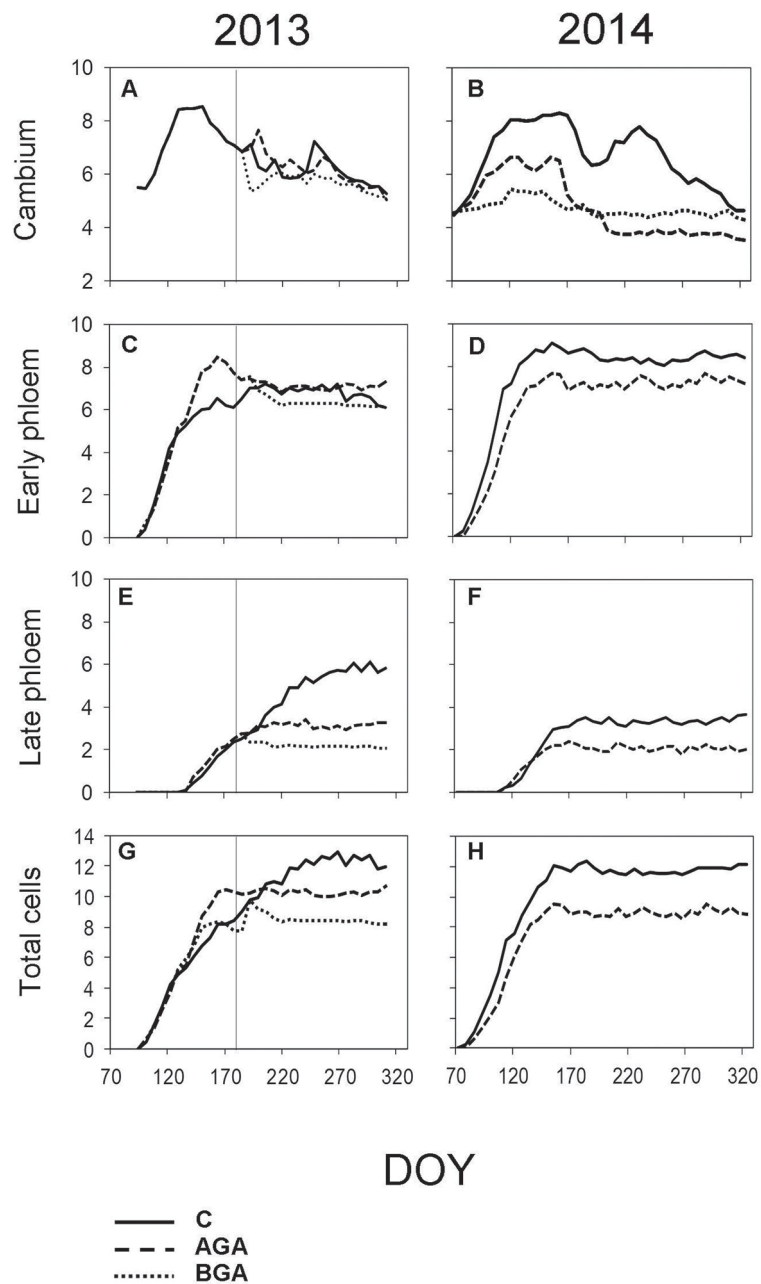 2013 2014
Cambium
10 8 6 4 2
A
B
Early phloem
10 8 6 4 2 0
C
D
Late phloem
10 8 6 4 2 0
E
F
Total cells
14 12 10 8 6 4 2 0
G
H
70 120 170 220 270 320 70 120 170 220 270 320
DOY
C
AGA
BGA